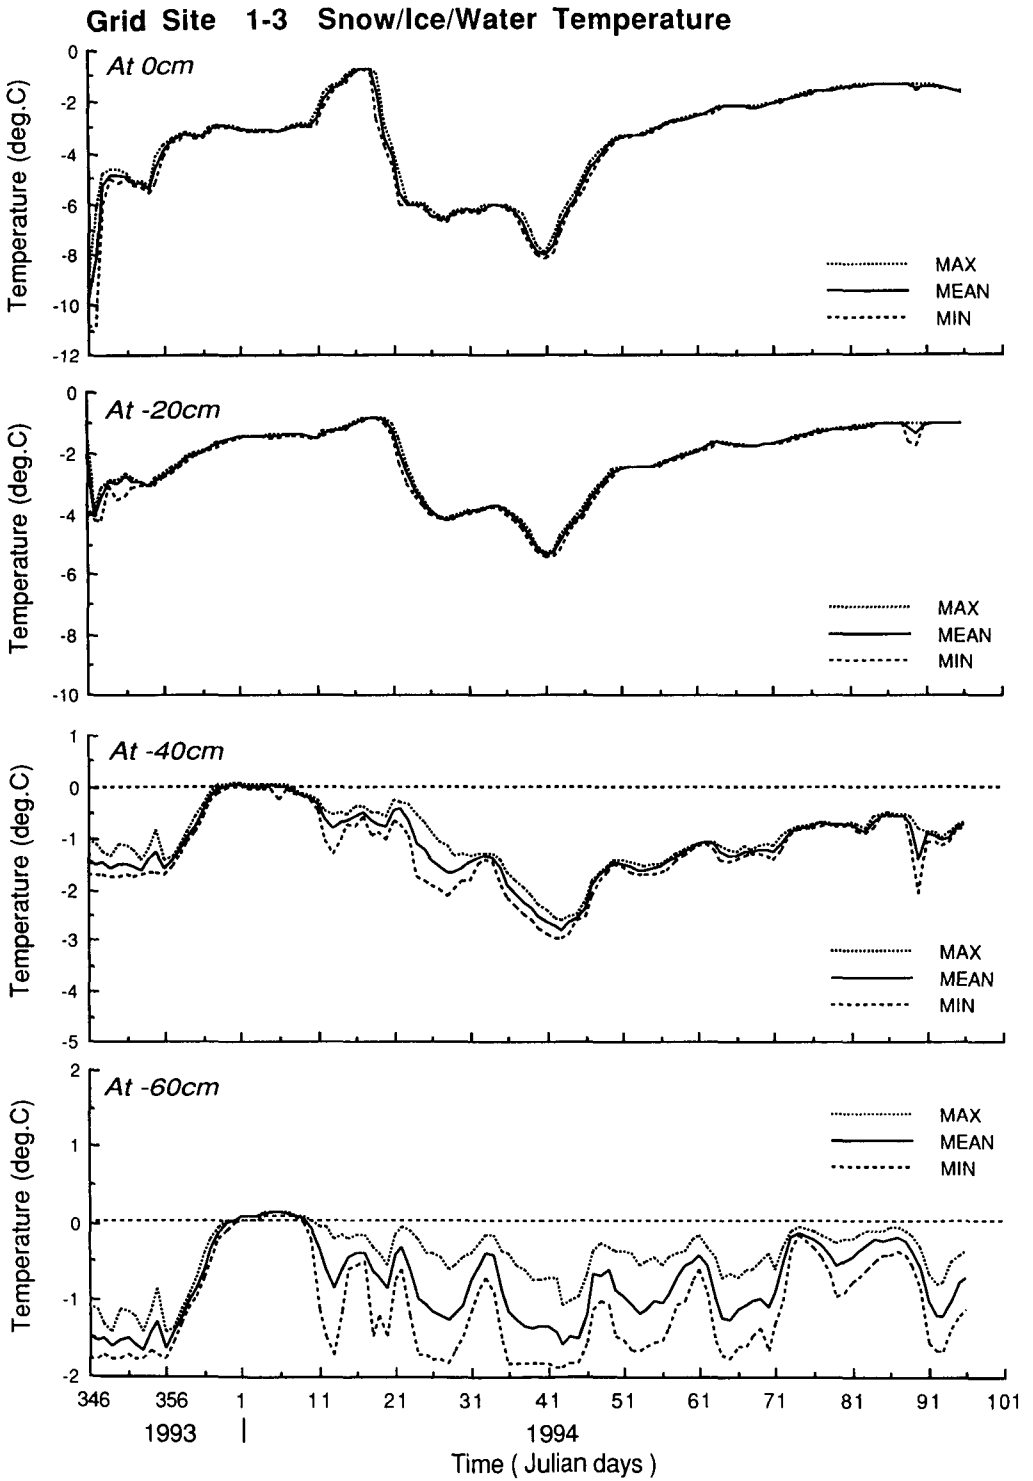 Grid Site 1-3 Snow/Ice/Water Temperature
At 0cm
Temperature (deg.C)
0
-2
-4
-6
-8
-10
-12
MAX
MEAN
MIN
At -20cm
Temperature (deg.C)
0
-2
-4
-6
-8
-10
MAX
MEAN
MIN
At -40cm
Temperature (deg.C)
1
0
-1
-2
-3
-4
-5
MAX
MEAN
MIN
At -60cm
Temperature (deg.C)
2
1
0
-1
-2
MAX
MEAN
MIN
346 356 1 11 21 31 41 51 61 71 81 91 101
1993 | 1994
Time ( Julian days )